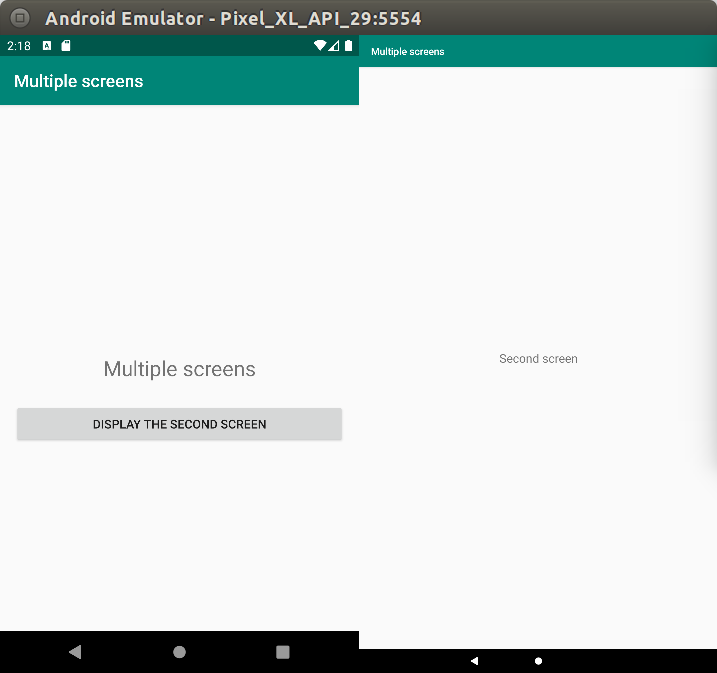 Android Emulator - Pixel_XL_API_29:5554
2:18 A
Multiple screens
Multiple screens
DISPLAY THE SECOND SCREEN
Multiple screens
Second screen